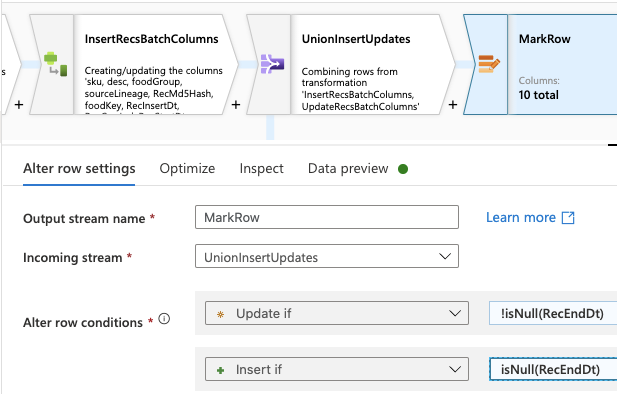 InsertRecsBatchColumns
Creating/updating the columns
'sku, desc, foodGroup,
sourceLineage, RecMd5Hash,
foodKey, RecInsertDt,
+
UnionInsertUpdates
Combining rows from
transformation
'InsertRecsBatchColumns,
UpdateRecsBatchColumns'
+
MarkRow
Columns:
10 total
s
+
Alter row settings
Optimize
Inspect
Data preview
Output stream name *
MarkRow
Learn more
Incoming stream *
UnionInsertUpdates
Alter row conditions *
Update if
!isNull(RecEndDt)
Insert if
isNull(RecEndDt)